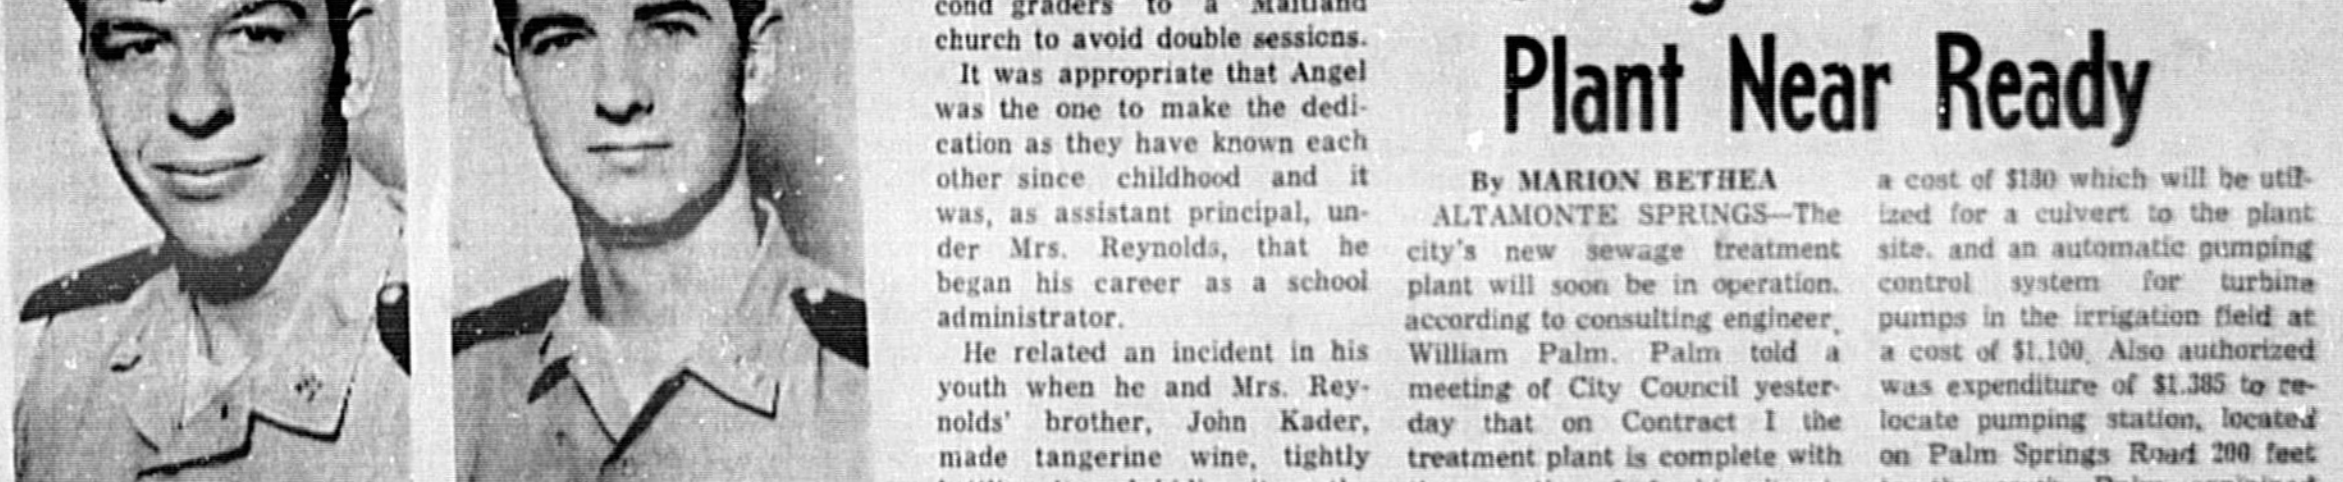 cond graders to a Maitland
church to avoid double sessions.
It was appropriate that Angel
was the one to make the dedi-
cation as they have known each
other since childhood and it
was, as assistant principal, un-
der Mrs. Reynolds, that he
began his career as a school
administrator.
He related an incident in his
youth when he and Mrs. Rey-
nolds' brother, John Kader,
made tangerine wine, tightly
Plant Near Ready
By MARION BETHEA
ALTAMONTE SPRINGS—The
city's new sewage treatment
plant will soon be in operation,
according to consulting engineer,
William Palm. Palm told a
meeting of City Council yester-
day that on Contract I the
treatment plant is complete with
a cost of $180 which will be util-
ized for a culvert to the plant
site, and an automatic pumping
control system for turbine
pumps in the irrigation field at
a cost of $1,100. Also authorized
was expenditure of $1,385 to re-
locate pumping station, located
on Palm Springs Road 200 feet